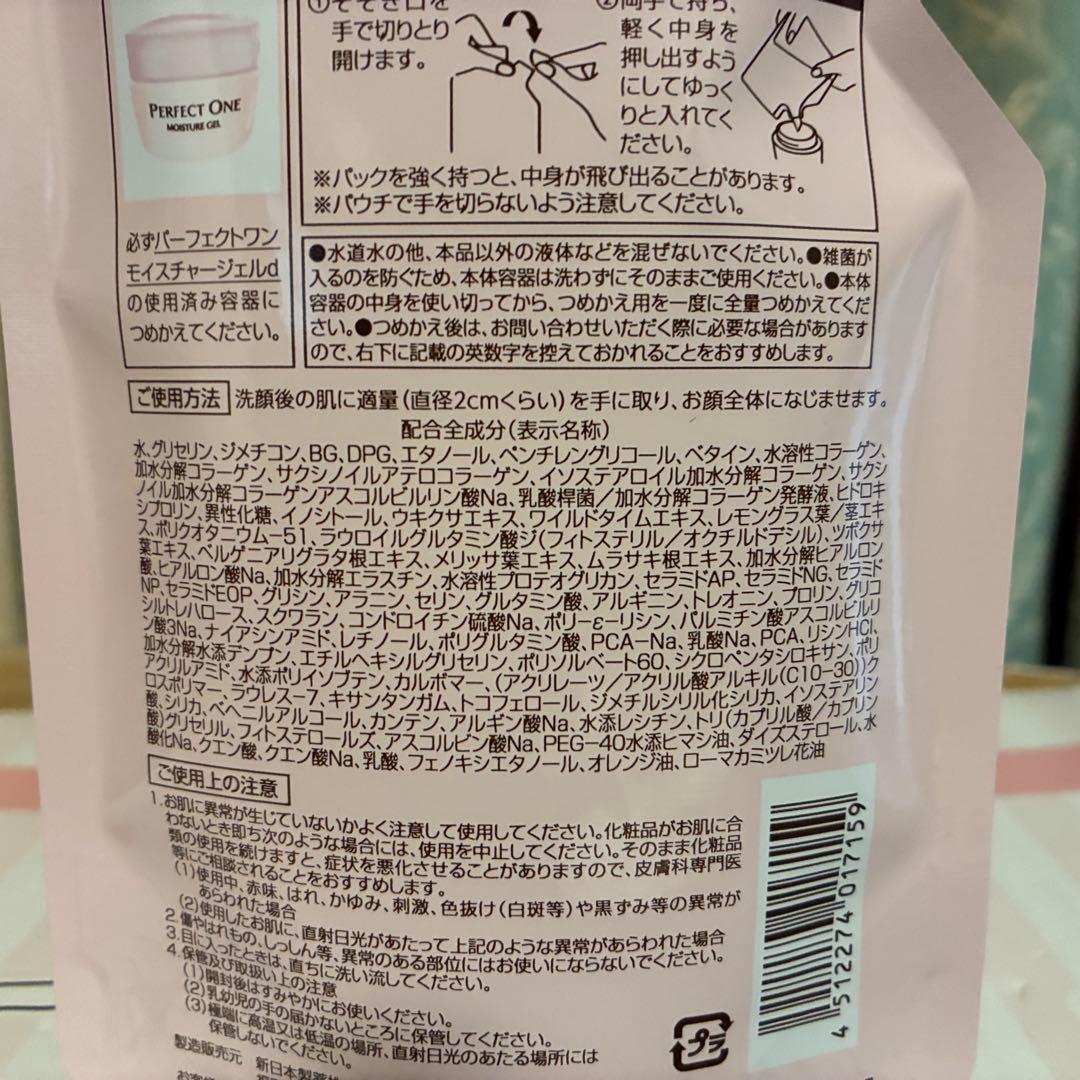 ①そそぎ口を
手で切りとり
開けます。
②両手で持ち、
軽く中身を
押し出すよう
にしてゆっく
りと入れてく
ださい。
※パックを強く持つと、中身が飛び出ることがあります。
※パウチで手を切らないよう注意してください。
PERFECT ONE
MOISTURE GEL
必ずパーフェクトワン
モイスチャージェルd
の使用済み容器に
つめかえてください。
●水道水の他、本品以外の液体などを混ぜないでください。●雑菌が
入るのを防ぐため、本体容器は洗わずにそのままご使用ください。●本体
容器の中身を使い切ってから、つめかえ用を一度に全量つめかえてくだ
さい。●つめかえ後は、お問い合わせいただく際に必要な場合があります
ので、右下に記載の英数字を控えておかれることをおすすめします。
ご使用方法 洗顔後の肌に適量(直径2cmくらい)を手に取り、お顔全体になじませます。
配合全成分(表示名称)
水、グリセリン、ジメチコン、BG、DPG、エタノール、ペンチレングリコール、ベタイン、水溶性コラーゲン、
加水分解コラーゲン、サクシノイルアテロコラーゲン、イソステアロイル加水分解コラーゲン、サクシ
ノイル加水分解コラーゲンアスコルビルリン酸Na、乳酸桿菌/加水分解コラーゲン発酵液、ヒドロキ
シプロリン、異性化糖、イノシトール、ウキクサエキス、ワイルドタイムエキス、レモングラス葉/茎エキ
ス、ポリクオタニウム-51、ラウロイルグルタミン酸ジ(フィトステリル/オクチルドデシル)、ツボクサ
葉エキス、ベルゲニアリグラタ根エキス、メリッサ葉エキス、ムラサキ根エキス、加水分解ヒアルロン
酸、ヒアルロン酸Na、加水分解エラスチン、水溶性プロテオグリカン、セラミドAP、セラミドNG、セラミド
NP、セラミドEOP、グリシン、アラニン、セリン、グルタミン酸、アルギニン、トレオニン、プロリン、グリコ
シルトレハロース、スクワラン、コンドロイチン硫酸Na、ポリ-ε-リシン、パルミチン酸アスコルビルリ
ン酸3Na、ナイアシンアミド、レチノール、ポリグルタミン酸、PCA-Na、乳酸Na、PCA、リシンHCl、
加水分解水添デンプン、エチルヘキシルグリセリン、ポリソルベート60、シクロペンタシロキサン、ポリ
アクリルアミド、水添ポリイソブテン、カルボマー、(アクリレーツ/アクリル酸アルキル(C10-30))ク
ロスポリマー、ラウレス-7、キサンタンガム、トコフェロール、ジメチルシリル化シリカ、イソステアリン
酸、シリカ、ベヘニルアルコール、カンテン、アルギン酸Na、水添レシチン、トリ(カプリル酸/カプリン
酸)グリセリル、フィトステロールズ、アスコルビン酸Na、PEG-40水添ヒマシ油、ダイズステロール、水
酸化Na、クエン酸、クエン酸Na、乳酸、フェノキシエタノール、オレンジ油、ローマカミツレ花油
ご使用上の注意
1.お肌に異常が生じていないかよく注意して使用してください。化粧品がお肌に合
わないとき即ち次のような場合には、使用を中止してください。そのまま化粧品
類の使用を続けますと、症状を悪化させることがありますので、皮膚科専門医
等にご相談されることをおすすめします。
(1)使用中、赤味、はれ、かゆみ、刺激、色抜け(白斑等)や黒ずみ等の異常が
あらわれた場合
(2)使用したお肌に、直射日光があたって上記のような異常があらわれた場合
2.傷やはれもの、しっしん等、異常のある部位にはお使いにならないでください。
3.目に入ったときは、直ちに洗い流してください。
4.保管及び取扱い上の注意
(1)開封後はすみやかにお使いください。
(2)乳幼児の手の届かないところに保管してください。
(3)極端に高温又は低温の場所、直射日光のあたる場所には
保管しないでください。
製造販売元 新日本製薬
プラ
4 512274 017159